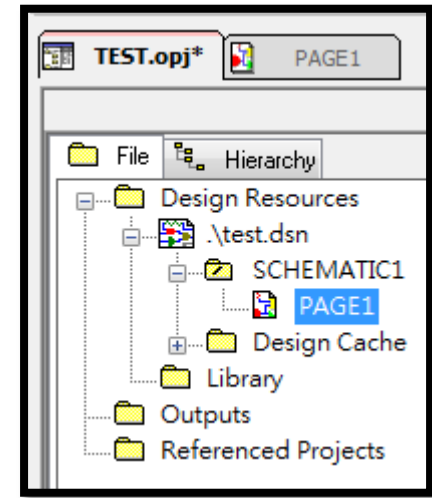 TEST.opj* PAGE1
File Hierarchy
Design Resources
.\test.dsn
SCHEMATIC1
PAGE1
Design Cache
Library
Outputs
Referenced Projects